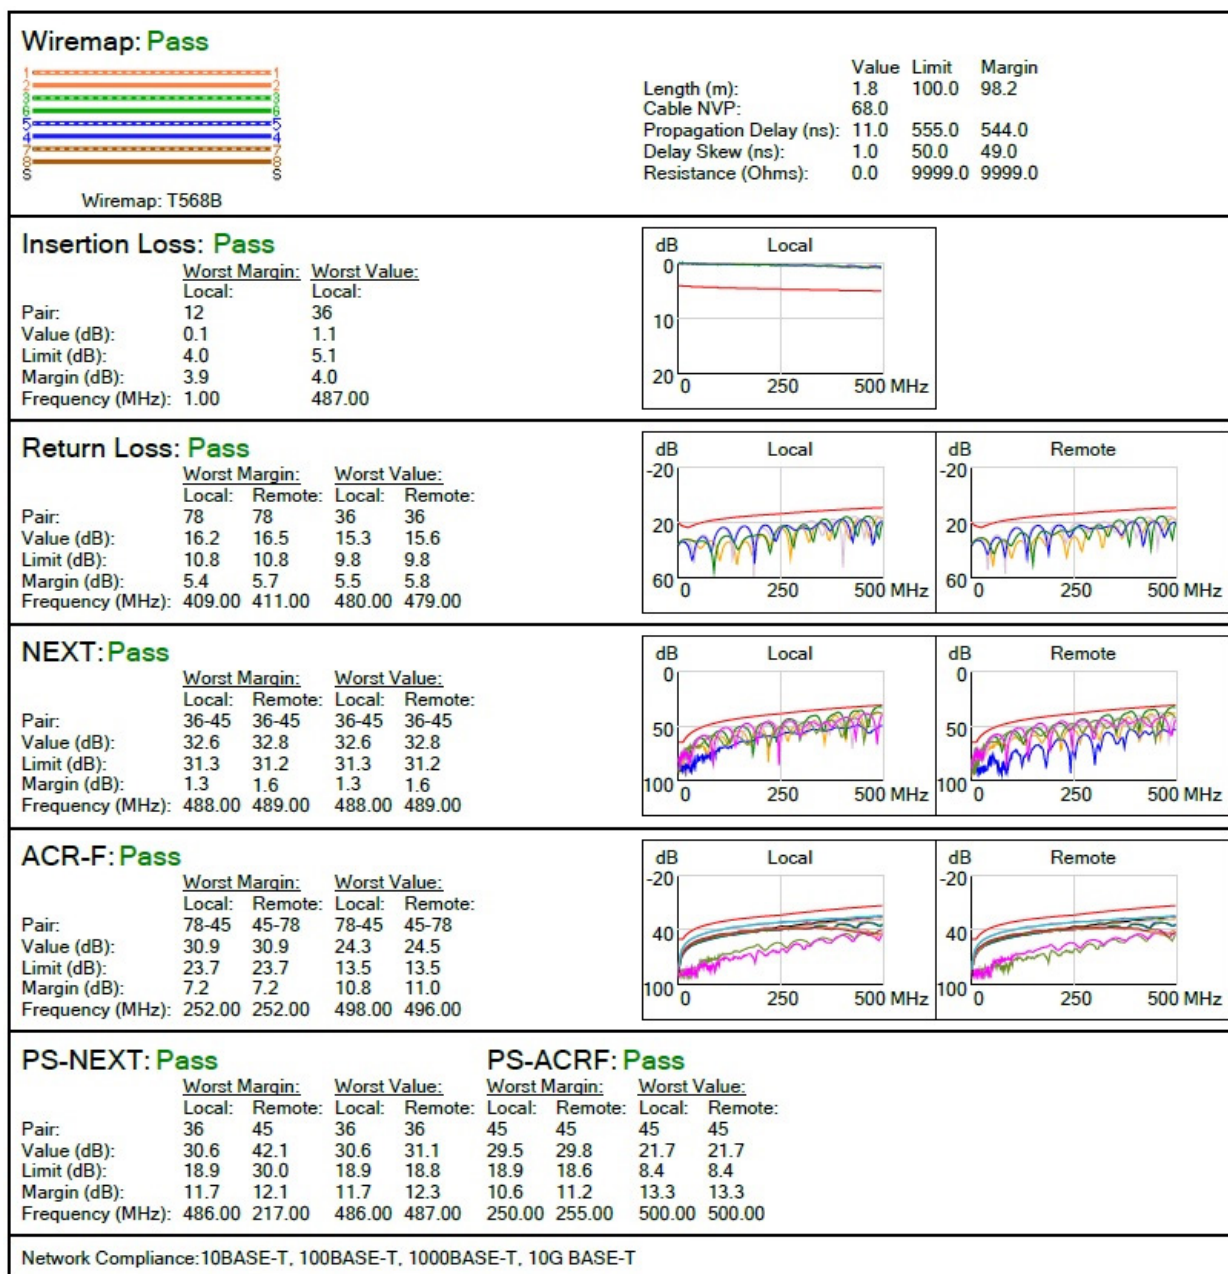 Wiremap: Pass
1 1
2 2
3 3
6 6
5 5
4 4
7 7
8 8
S S
Wiremap: T568B
Value Limit Margin
Length (m): 1.8 100.0 98.2
Cable NVP: 68.0
Propagation Delay (ns): 11.0 555.0 544.0
Delay Skew (ns): 1.0 50.0 49.0
Resistance (Ohms): 0.0 9999.0 9999.0
Insertion Loss: Pass
Worst Margin: Worst Value:
Local: Local:
Pair: 12 36
Value (dB): 0.1 1.1
Limit (dB): 4.0 5.1
Margin (dB): 3.9 4.0
Frequency (MHz): 1.00 487.00
dB Local
0
10
20
0 250 500 MHz
Return Loss: Pass
Worst Margin: Worst Value:
Local: Remote: Local: Remote:
Pair: 78 78 36 36
Value (dB): 16.2 16.5 15.3 15.6
Limit (dB): 10.8 10.8 9.8 9.8
Margin (dB): 5.4 5.7 5.5 5.8
Frequency (MHz): 409.00 411.00 480.00 479.00
dB Local
-20
20
60
0 250 500 MHz
dB Remote
-20
20
60
0 250 500 MHz
NEXT: Pass
Worst Margin: Worst Value:
Local: Remote: Local: Remote:
Pair: 36-45 36-45 36-45 36-45
Value (dB): 32.6 32.8 32.6 32.8
Limit (dB): 31.3 31.2 31.3 31.2
Margin (dB): 1.3 1.6 1.3 1.6
Frequency (MHz): 488.00 489.00 488.00 489.00
dB Local
0
50
100
0 250 500 MHz
dB Remote
0
50
100
0 250 500 MHz
ACR-F: Pass
Worst Margin: Worst Value:
Local: Remote: Local: Remote:
Pair: 78-45 45-78 78-45 45-78
Value (dB): 30.9 30.9 24.3 24.5
Limit (dB): 23.7 23.7 13.5 13.5
Margin (dB): 7.2 7.2 10.8 11.0
Frequency (MHz): 252.00 252.00 498.00 496.00
dB Local
-20
40
100
0 250 500 MHz
dB Remote
-20
40
100
0 250 500 MHz
PS-NEXT: Pass PS-ACRF: Pass
Worst Margin: Worst Value: Worst Margin: Worst Value:
Local: Remote: Local: Remote: Local: Remote: Local: Remote:
Pair: 36 45 36 36 45 45 45 45
Value (dB): 30.6 42.1 30.6 31.1 29.5 29.8 21.7 21.7
Limit (dB): 18.9 30.0 18.9 18.8 18.9 18.6 8.4 8.4
Margin (dB): 11.7 12.1 11.7 12.3 10.6 11.2 13.3 13.3
Frequency (MHz): 486.00 217.00 486.00 487.00 250.00 255.00 500.00 500.00
Network Compliance: 10BASE-T, 100BASE-T, 1000BASE-T, 10G BASE-T